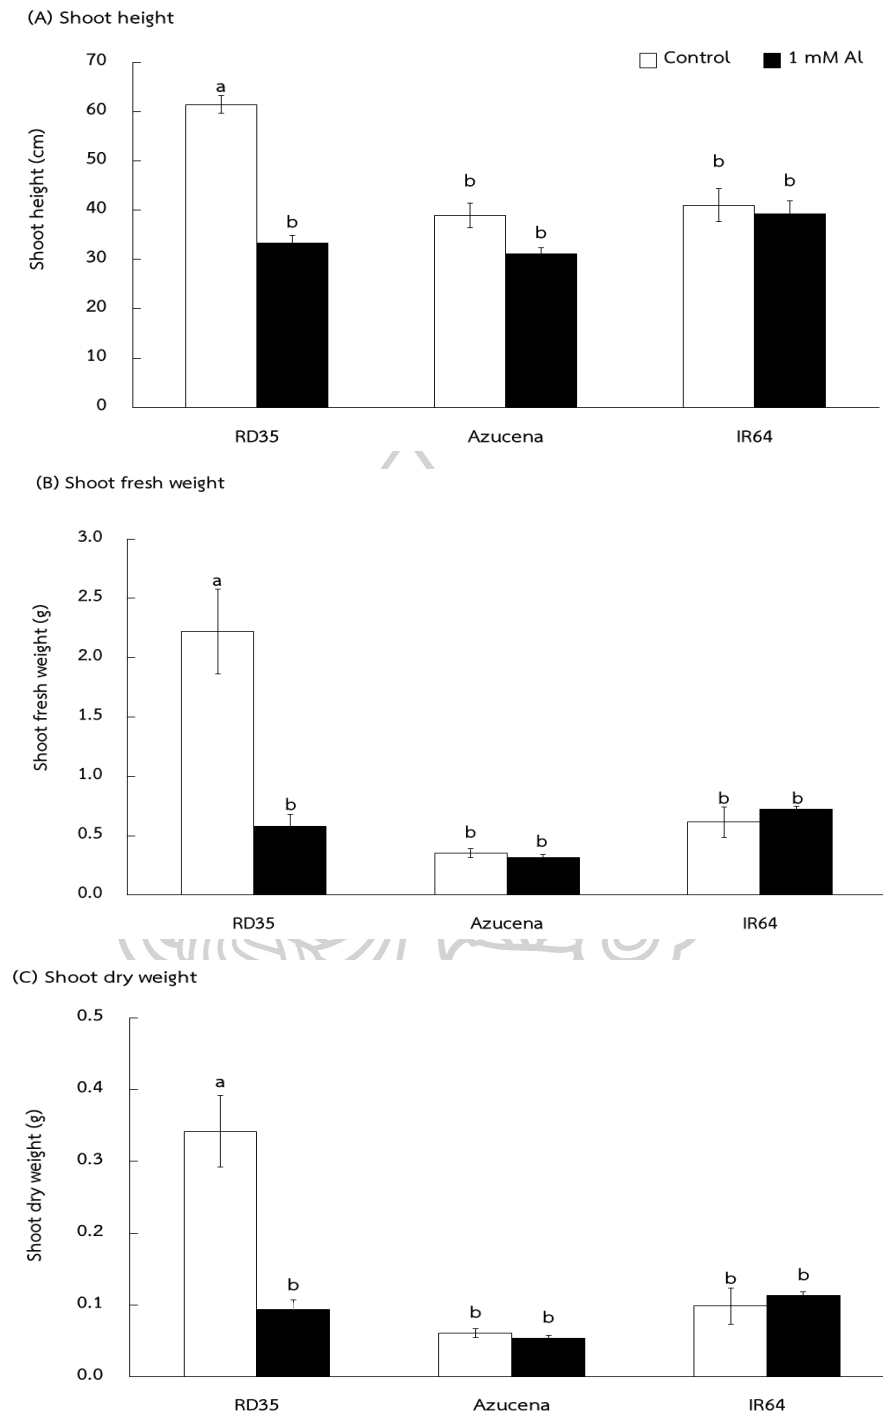 (A) Shoot height
Control
1 mM Al
Shoot height (cm)
70
60
50
40
30
20
10
0
a
b
b
b
b
b
RD35
Azucena
IR64
(B) Shoot fresh weight
Shoot fresh weight (g)
3.0
2.5
2.0
1.5
1.0
0.5
0.0
a
b
b
b
b
b
RD35
Azucena
IR64
(C) Shoot dry weight
Shoot dry weight (g)
0.5
0.4
0.3
0.2
0.1
0.0
a
b
b
b
b
b
RD35
Azucena
IR64